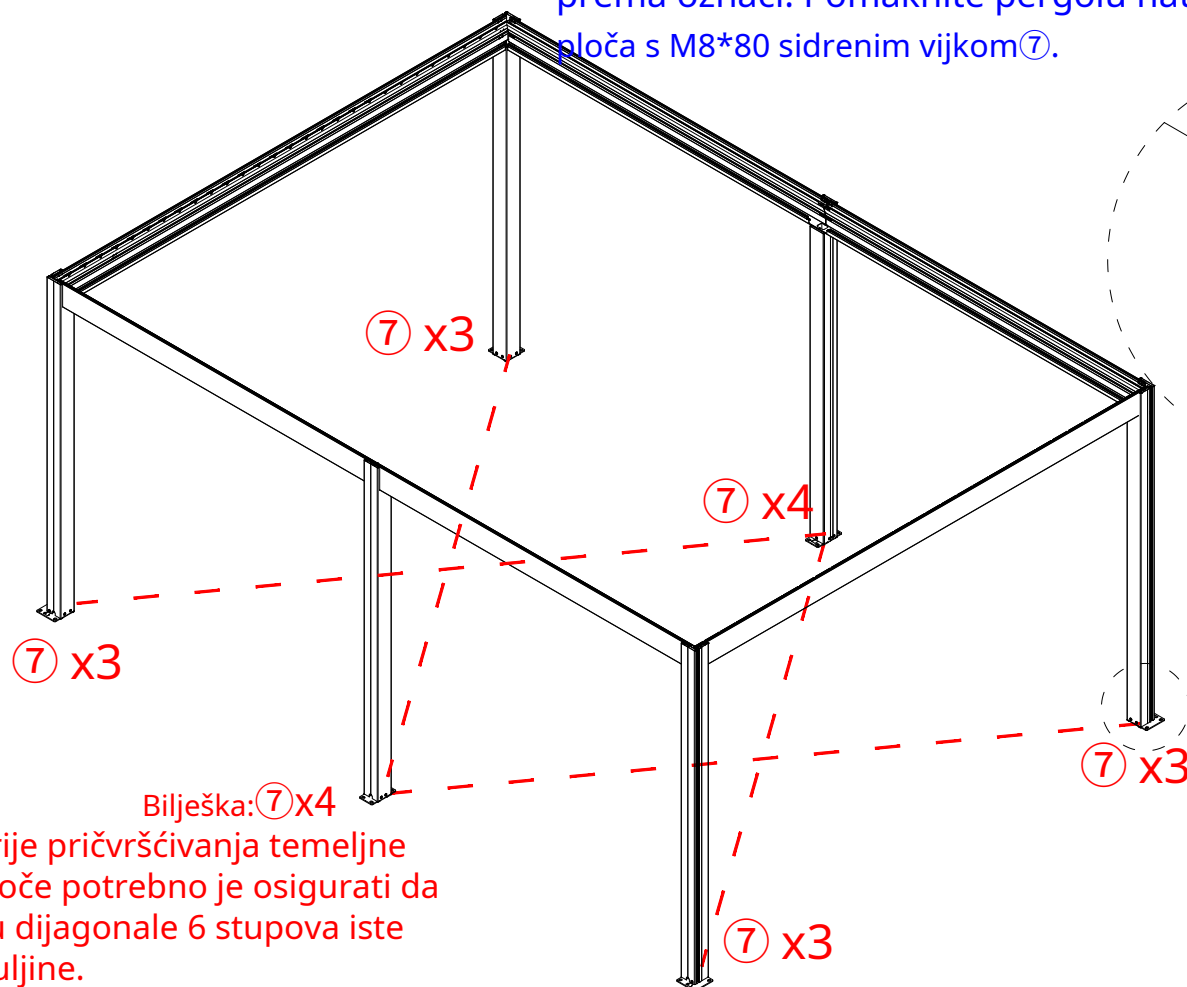 prema oznaci. Pomaknite pergolu
ploča s M8*80 sidrenim vijkom⑦.
⑦ x3
⑦ x4
⑦ x3
⑦ x3
Bilješka:⑦x4
rije pričvršćivanja temeljne
oče potrebno je osigurati da
u dijagonale 6 stupova iste
uljine.
⑦ x3